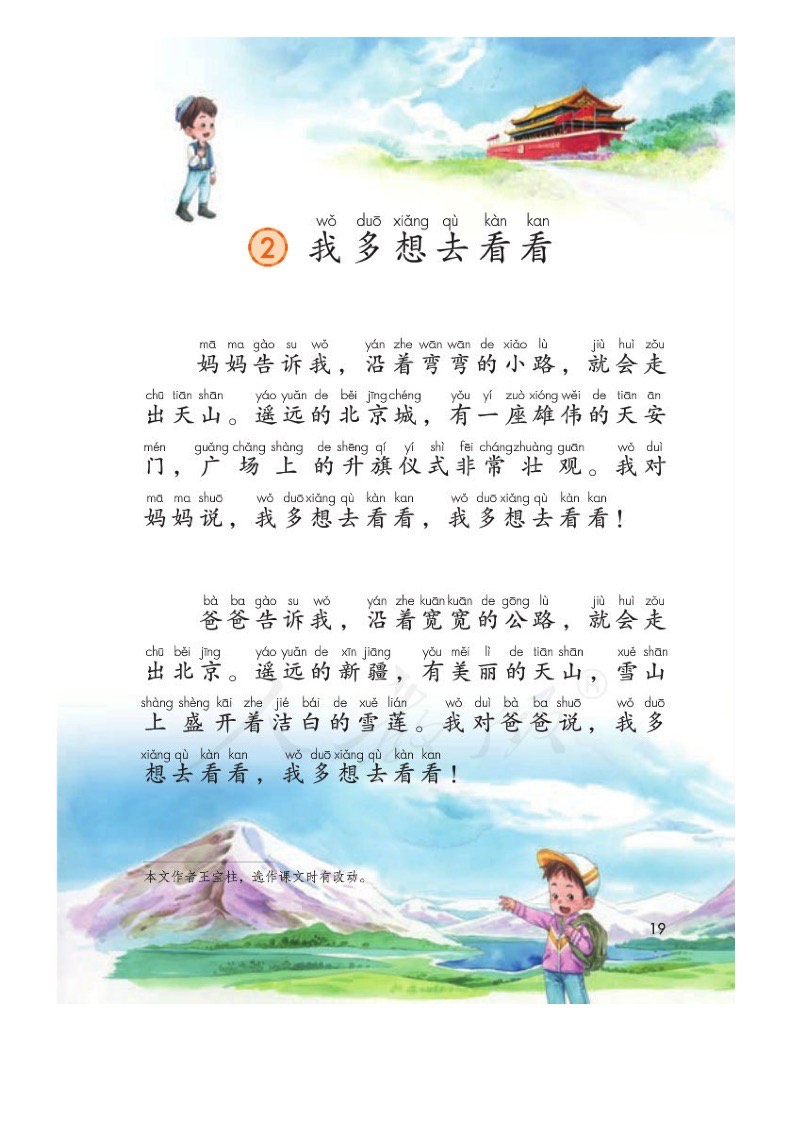 wǒ duō xiǎng qù kàn kan
2 我多想去看看
mā ma gào su wǒ yán zhe wān wān de xiǎo lù jiù huì zǒu
妈妈告诉我，沿着弯弯的小路，就会走
chū tiān shān yáo yuǎn de běi jīng chéng yǒu yí zuò xióng wěi de tiān ān
出天山。遥远的北京城，有一座雄伟的天安
mén guǎng chǎng shàng de shēng qí yí shì fēi cháng zhuàng guān wǒ duì
门，广场上的升旗仪式非常壮观。我对
mā ma shuō wǒ duō xiǎng qù kàn kan wǒ duō xiǎng qù kàn kan
妈妈说，我多想去看看，我多想去看看！
bà ba gào su wǒ yán zhe kuān kuān de gōng lù jiù huì zǒu
爸爸告诉我，沿着宽宽的公路，就会走
chū běi jīng yáo yuǎn de xīn jiāng yǒu měi lì de tiān shān xuě shān
出北京。遥远的新疆，有美丽的天山，雪山
shàng shèng kāi zhe jié bái de xuě lián wǒ duì bà ba shuō wǒ duō
上盛开着洁白的雪莲。我对爸爸说，我多
xiǎng qù kàn kan wǒ duō xiǎng qù kàn kan
想去看看，我多想去看看！
本文作者王宝柱，选作课文时有改动。
19